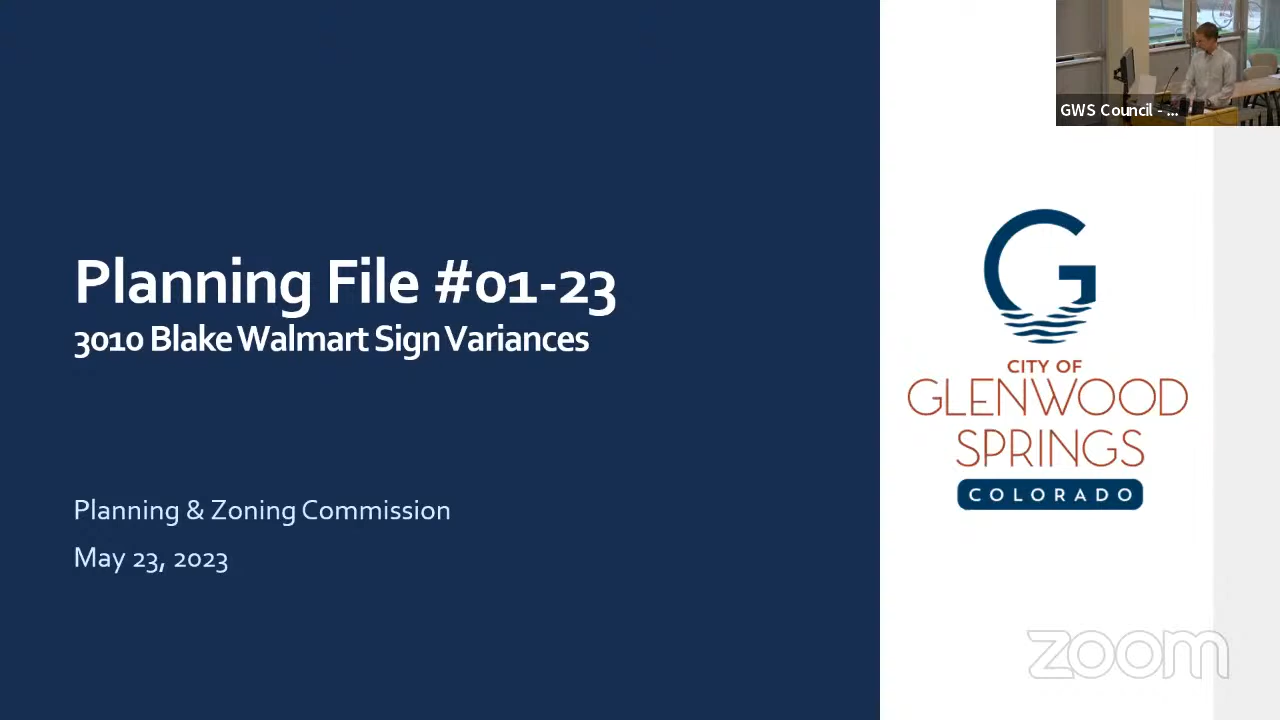 GWS Council - ...
Planning File #01-23
3010 Blake Walmart Sign Variances
Planning & Zoning Commission
May 23, 2023
G
CITY OF
GLENWOOD
SPRINGS
COLORADO
zoom